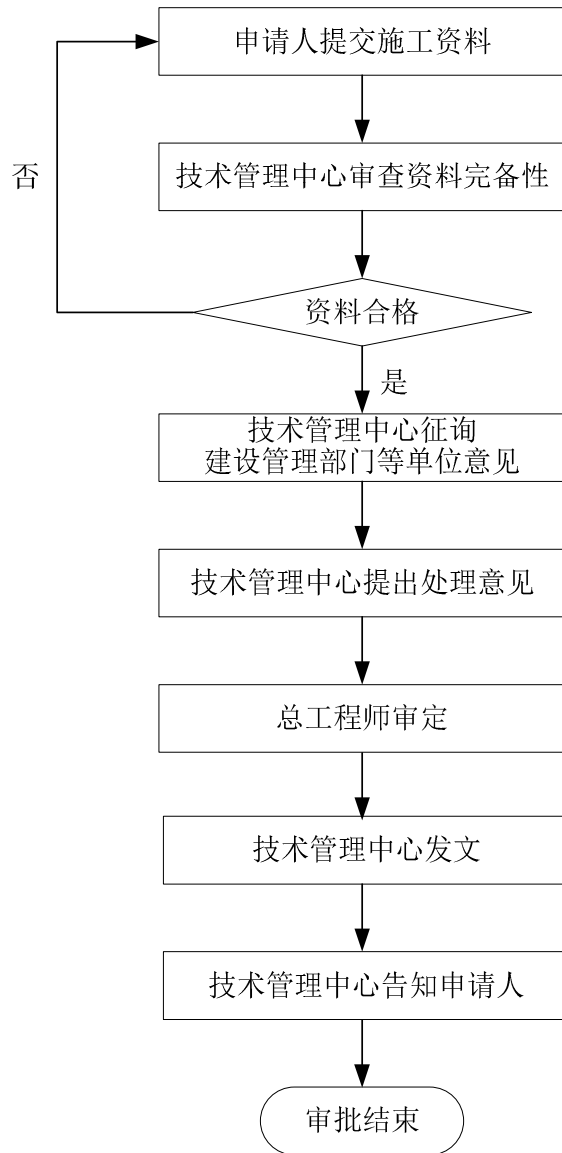 申请人提交施工资料
否
技术管理中心审查资料完备性
资料合格
是
技术管理中心征询
建设管理部门等单位意见
技术管理中心提出处理意见
总工程师审定
技术管理中心发文
技术管理中心告知申请人
审批结束